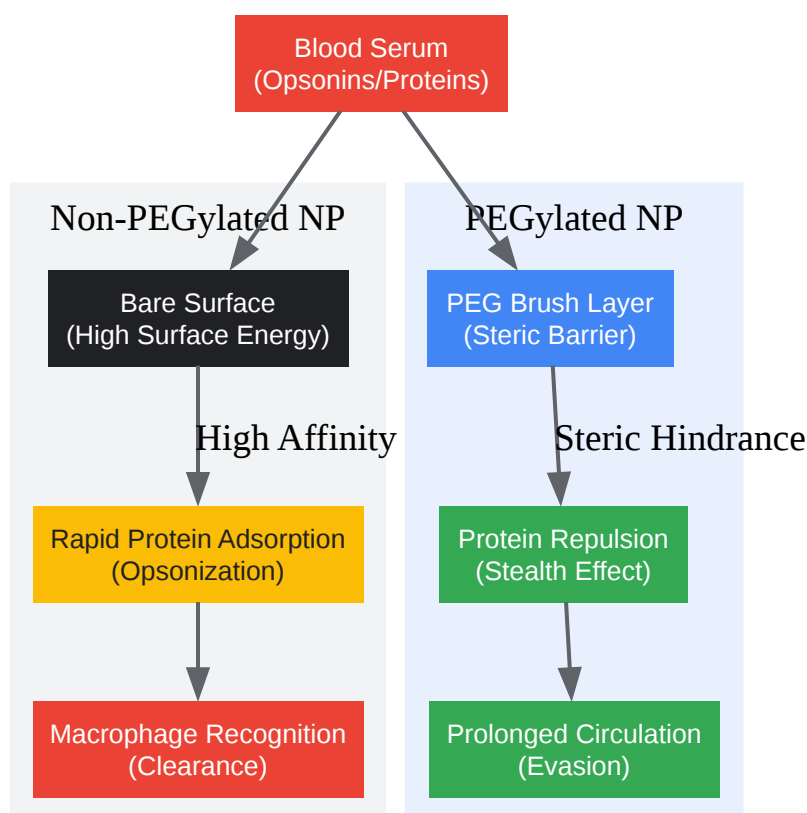 Blood Serum
(Opsonins/Proteins)
Non-PEGylated NP
PEGylated NP
Bare Surface
(High Surface Energy)
PEG Brush Layer
(Steric Barrier)
High Affinity
Steric Hindrance
Rapid Protein Adsorption
(Opsonization)
Protein Repulsion
(Stealth Effect)
Macrophage Recognition
(Clearance)
Prolonged Circulation
(Evasion)